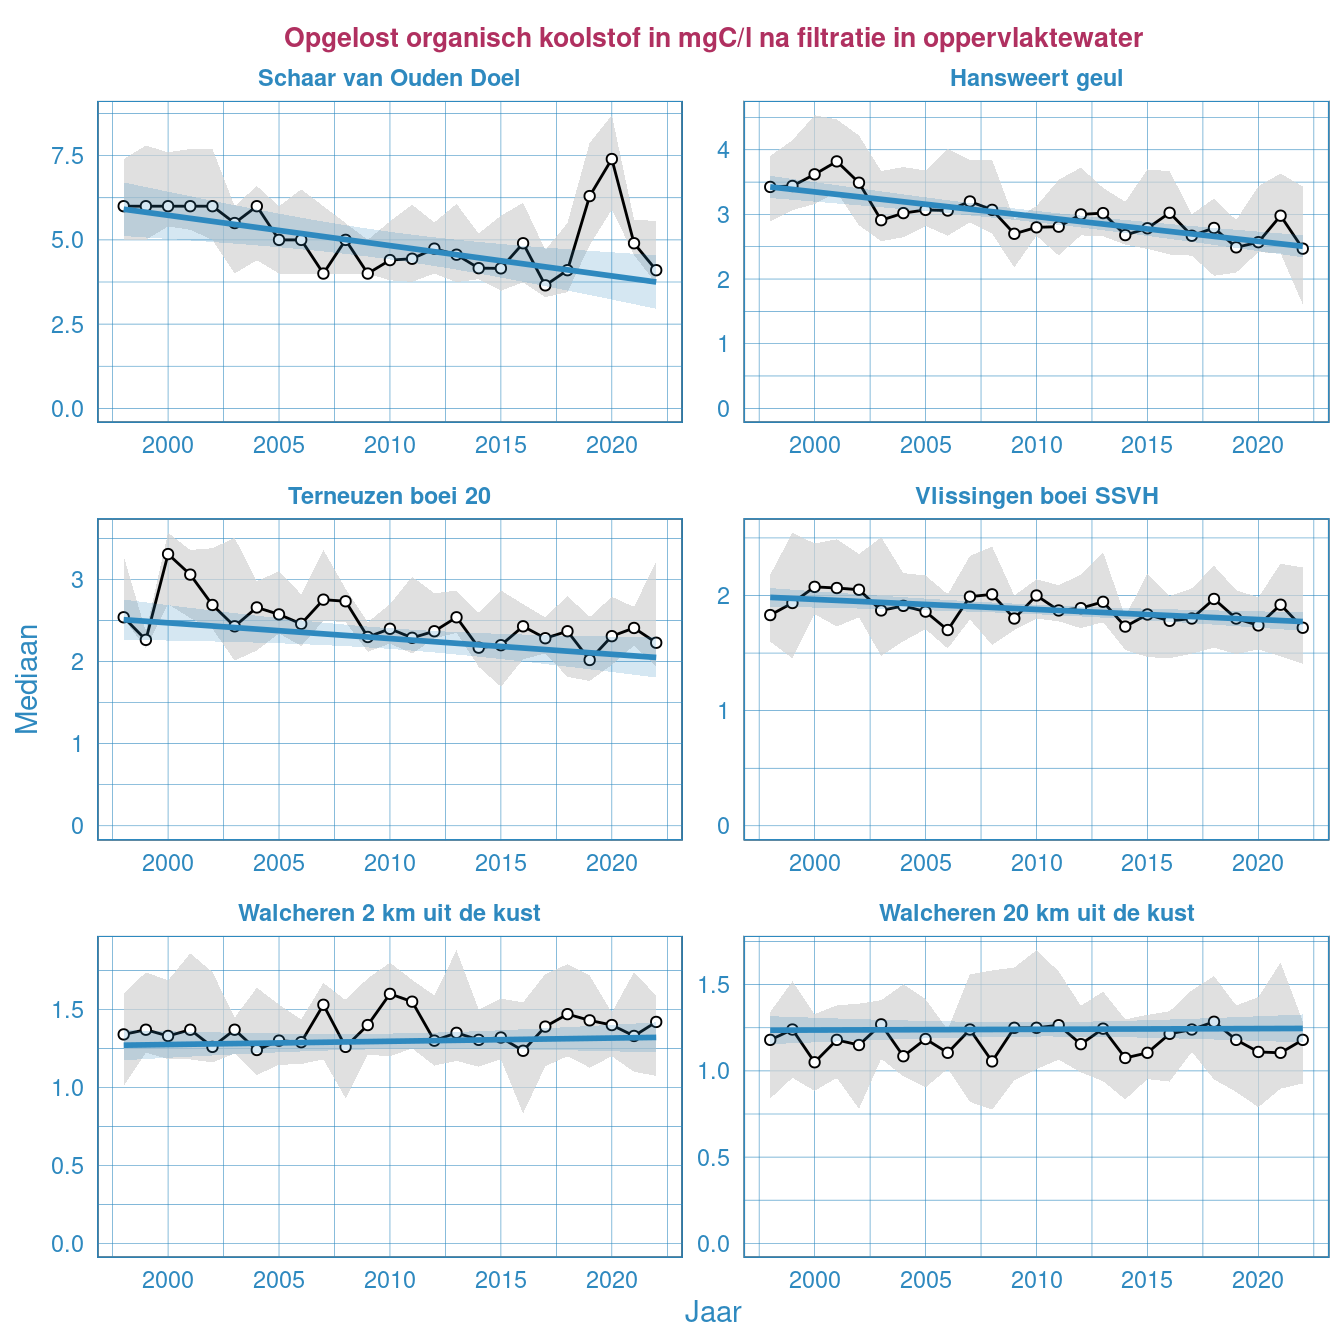 Opgelost organisch koolstof in mgC/l na filtratie in oppervlaktewater
Schaar van Ouden Doel
7.5
5.0
2.5
0.0
2000 2005 2010 2015 2020
Hansweert geul
4
3
2
1
0
2000 2005 2010 2015 2020
Mediaan
Terneuzen boei 20
3
2
1
0
2000 2005 2010 2015 2020
Vlissingen boei SSVH
2
1
0
2000 2005 2010 2015 2020
Walcheren 2 km uit de kust
1.5
1.0
0.5
0.0
2000 2005 2010 2015 2020
Walcheren 20 km uit de kust
1.5
1.0
0.5
0.0
2000 2005 2010 2015 2020
Jaar